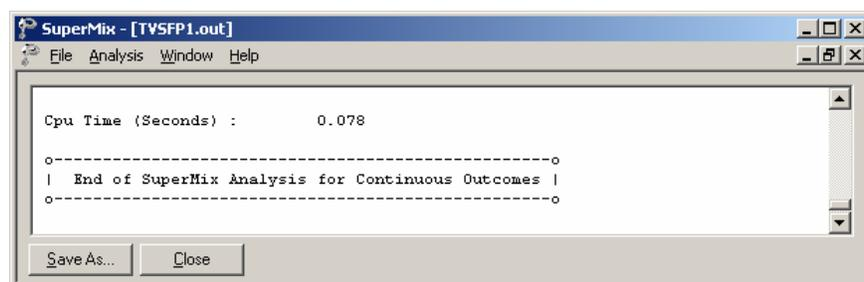 SuperMix - [TVSFP1.out]
File Analysis Window Help
Cpu Time (Seconds) : 0.078
o--------------------------------------------------o
| End of SuperMix Analysis for Continuous Outcomes |
o--------------------------------------------------o
Save As... Close